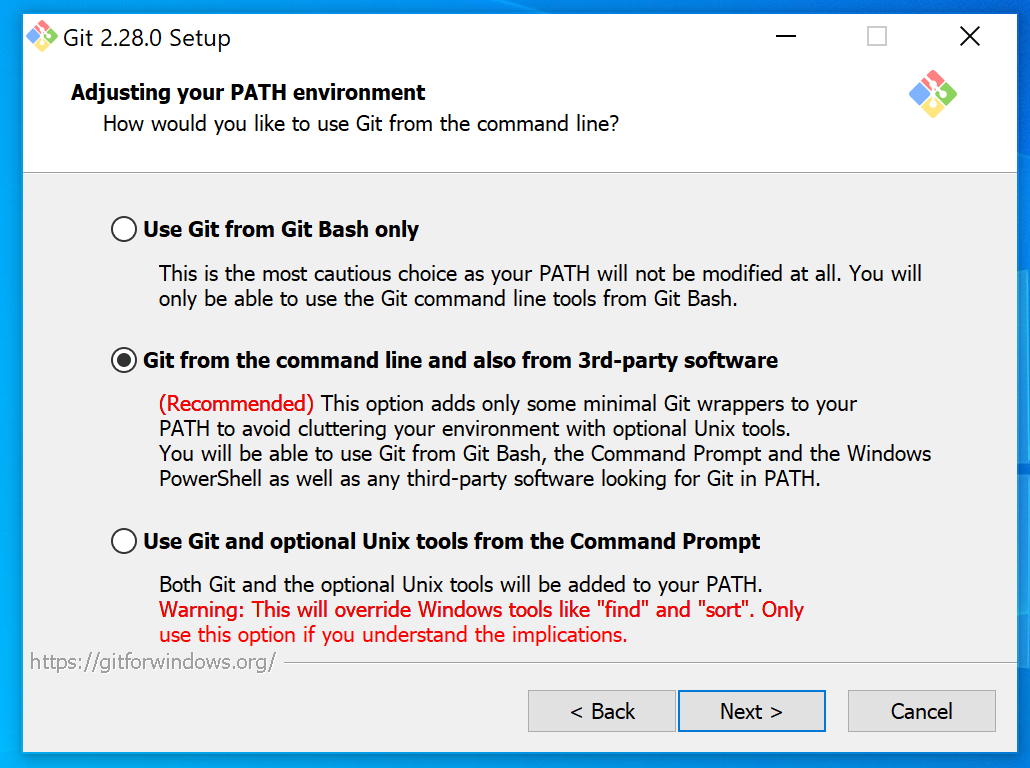 Git 2.28.0 Setup
Adjusting your PATH environment
How would you like to use Git from the command line?
Use Git from Git Bash only
This is the most cautious choice as your PATH will not be modified at all. You will
only be able to use the Git command line tools from Git Bash.
Git from the command line and also from 3rd-party software
(Recommended) This option adds only some minimal Git wrappers to your
PATH to avoid cluttering your environment with optional Unix tools.
You will be able to use Git from Git Bash, the Command Prompt and the Windows
PowerShell as well as any third-party software looking for Git in PATH.
Use Git and optional Unix tools from the Command Prompt
Both Git and the optional Unix tools will be added to your PATH.
Warning: This will override Windows tools like "find" and "sort". Only
use this option if you understand the implications.
https://gitforwindows.org/
< Back
Next >
Cancel